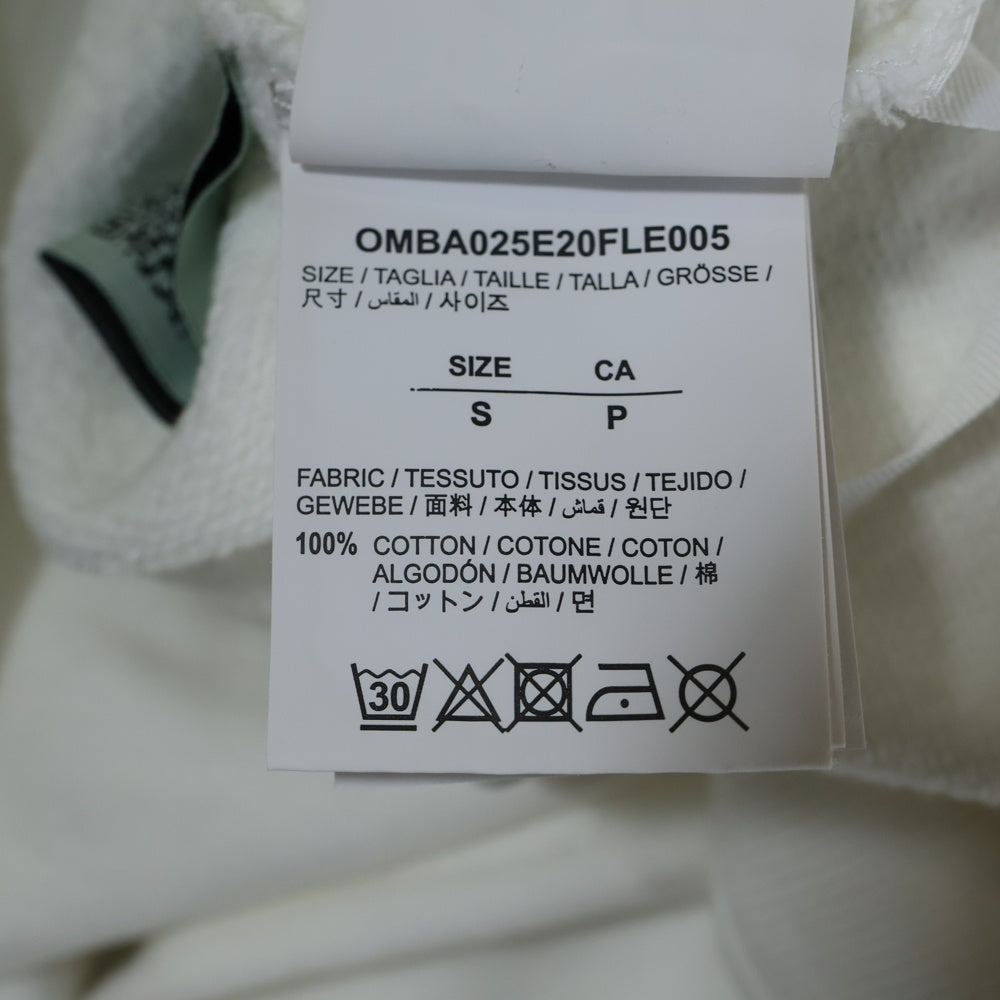 OMBA025E20FLE005
SIZE / TAGLIA / TAILLE / TALLA / GRÖSSE /
尺寸 / المقاس / 사이즈
SIZE CA
S P
FABRIC / TESSUTO / TISSUS / TEJIDO /
GEWEBE / 面料 / 本体 / قماش / 원단
100% COTTON / COTONE / COTON /
ALGODÓN / BAUMWOLLE / 棉
/ コットン / القطن / 면
30